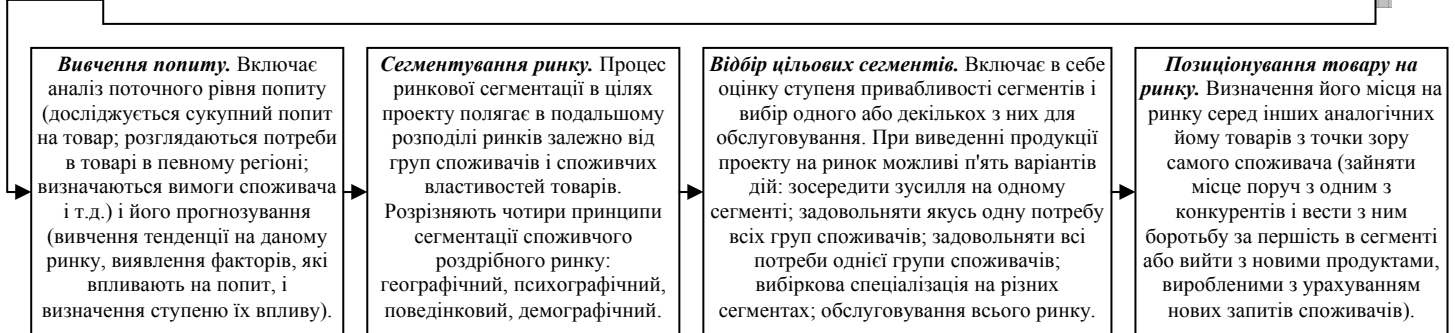 Вивчення попиту. Включає
аналіз поточного рівня попиту
(досліджується сукупний попит
на товар; розглядаються потреби
в товарі в певному регіоні;
визначаються вимоги споживача
і т.д.) і його прогнозування
(вивчення тенденції на даному
ринку, виявлення факторів, які
впливають на попит, і
визначення ступеню їх впливу).
Сегментування ринку. Процес
ринкової сегментації в цілях
проекту полягає в подальшому
розподілі ринків залежно від
груп споживачів і споживчих
властивостей товарів.
Розрізняють чотири принципи
сегментації споживчого
роздрібного ринку:
географічний, психографічний,
поведінковий, демографічний.
Відбір цільових сегментів. Включає в себе
оцінку ступеня привабливості сегментів і
вибір одного або декількох з них для
обслуговування. При виведенні продукції
проекту на ринок можливі п'ять варіантів
дій: зосередити зусилля на одному
сегменті; задовольняти якусь одну потребу
всіх груп споживачів; задовольняти всі
потреби однієї групи споживачів;
вибіркова спеціалізація на різних
сегментах; обслуговування всього ринку.
Позиціонування товару на
ринку. Визначення його місця на
ринку серед інших аналогічних
йому товарів з точки зору
самого споживача (зайняти
місце поруч з одним з
конкурентів і вести з ним
боротьбу за першість в сегменті
або вийти з новими продуктами,
виробленими з урахуванням
нових запитів споживачів).